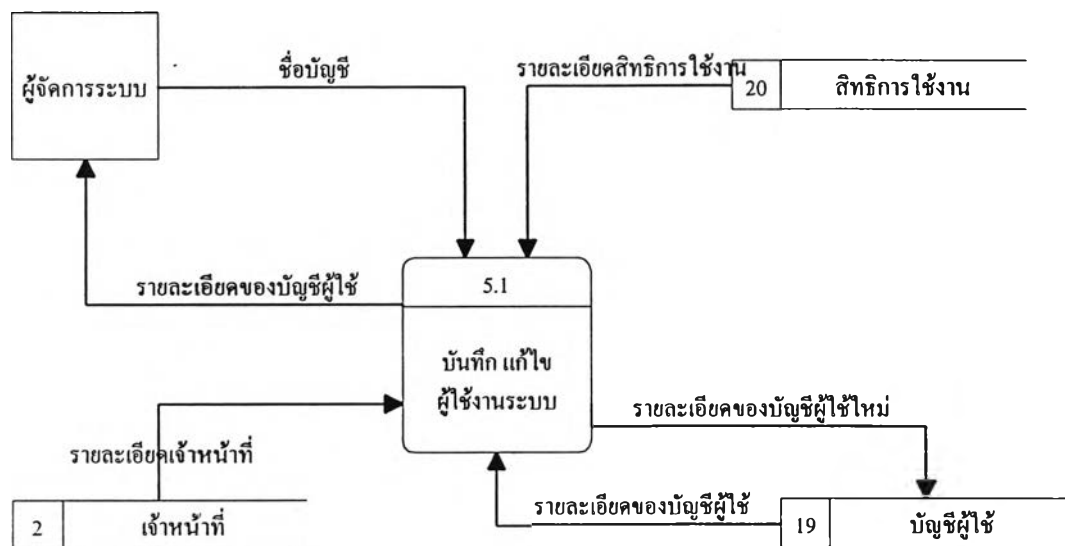 ชื่อบัญชี
รายละเอียดสิทธิการใช้งาน
ผู้จัดการระบบ
20
สิทธิการใช้งาน
รายละเอียดของบัญชีผู้ใช้
5.1
บันทึก แก้ไข
ผู้ใช้งานระบบ
รายละเอียดของบัญชีผู้ใช้ใหม่
รายละเอียดเจ้าหน้าที่
รายละเอียดของบัญชีผู้ใช้
2
เจ้าหน้าที่
19
บัญชีผู้ใช้